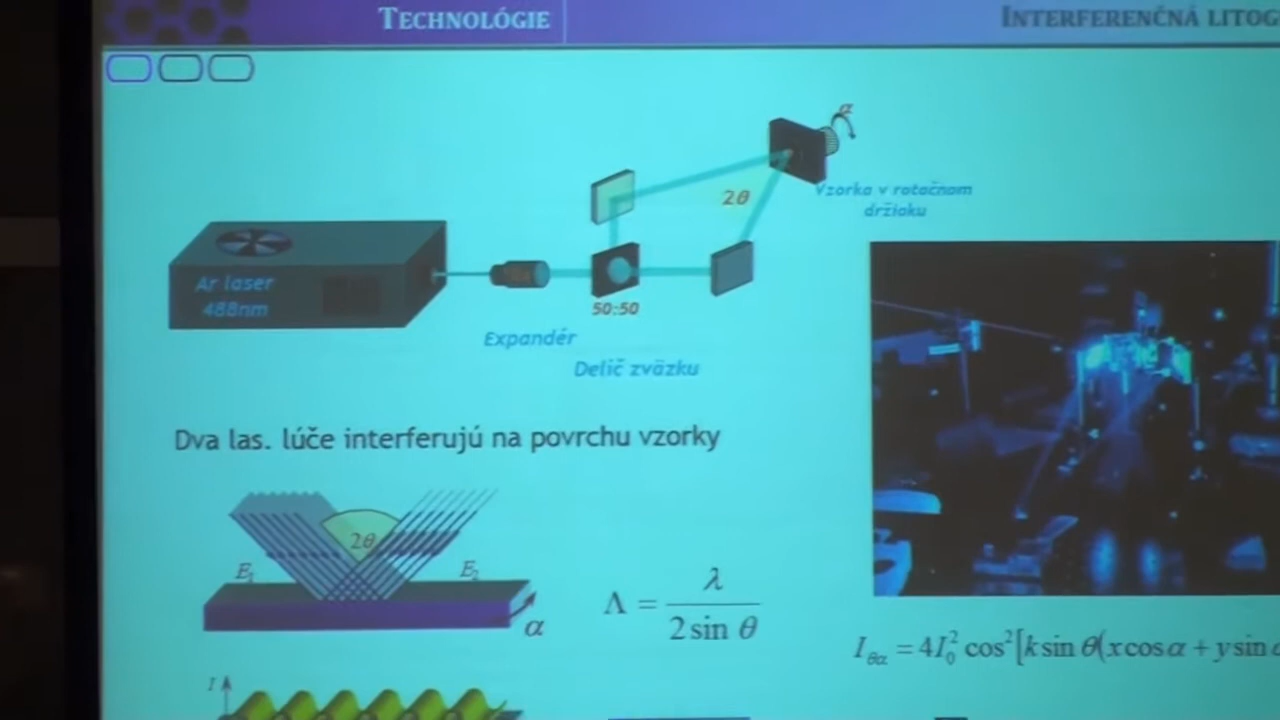 TECHNOLÓGIE
INTERFERENČNÁ LITOG
α
2θ
Vzorka v rotačnom
držiaku
Ar laser
488nm
50:50
Expandér
Delič zväzku
Dva las. lúče interferujú na povrchu vzorky
2θ
E₁
E₂
α
Λ = λ / 2 sin θ
I_θα = 4I₀² cos²[k sin θ(x cos α + y sin α
I